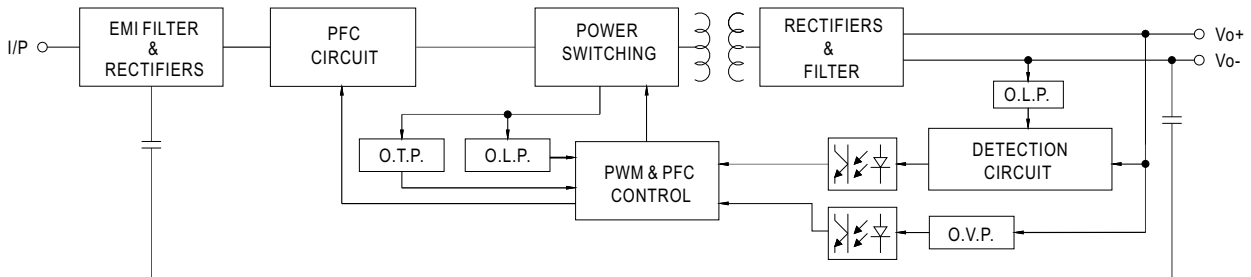 I/P
EMI FILTER
&
RECTIFIERS
PFC
CIRCUIT
POWER
SWITCHING
RECTIFIERS
&
FILTER
Vo+
Vo-
O.L.P.
O.T.P.
O.L.P.
PWM & PFC
CONTROL
DETECTION
CIRCUIT
O.V.P.